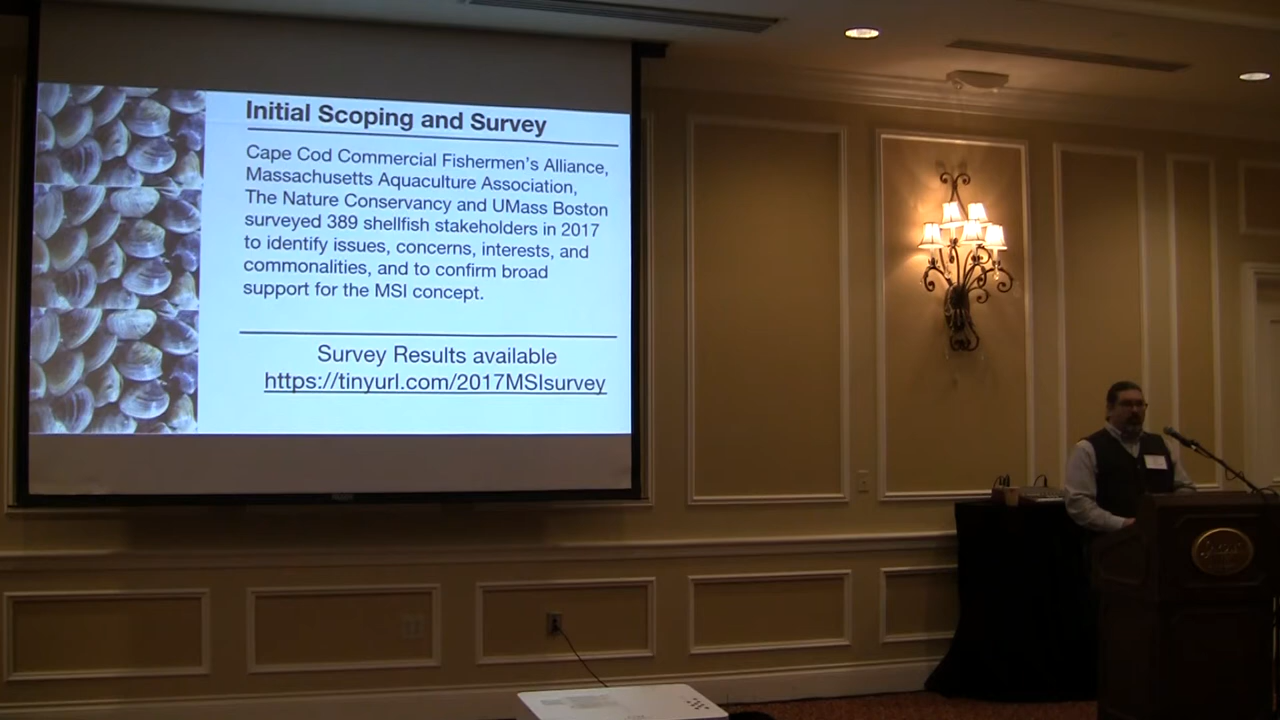 Initial Scoping and Survey
Cape Cod Commercial Fishermen's Alliance,
Massachusetts Aquaculture Association,
The Nature Conservancy and UMass Boston
surveyed 389 shellfish stakeholders in 2017
to identify issues, concerns, interests, and
commonalities, and to confirm broad
support for the MSI concept.
Survey Results available
https://tinyurl.com/2017MSIsurvey